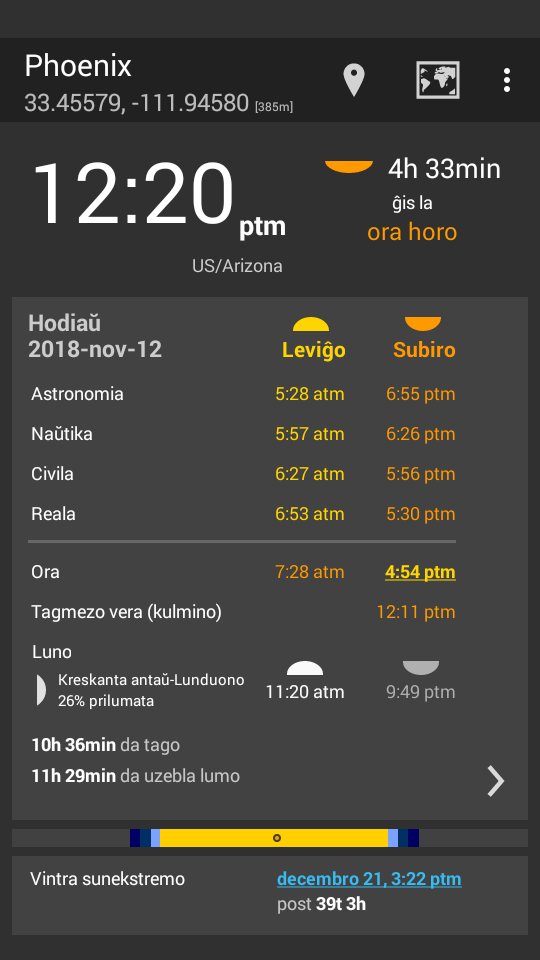 Phoenix
33.45579, -111.94580 [385m]
12:20 ptm
US/Arizona
4h 33min
ĝis la
ora horo
Hodiaŭ
2018-nov-12
Leviĝo Subiro
Astronomia 5:28 atm 6:55 ptm
Naŭtika 5:57 atm 6:26 ptm
Civila 6:27 atm 5:56 ptm
Reala 6:53 atm 5:30 ptm
Ora 7:28 atm 4:54 ptm
Tagmezo vera (kulmino) 12:11 ptm
Luno
Kreskanta antaŭ-Lunduono
26% prilumata
11:20 atm 9:49 ptm
10h 36min da tago
11h 29min da uzebla lumo
Vintra sunekstremo decembro 21, 3:22 ptm
post 39t 3h